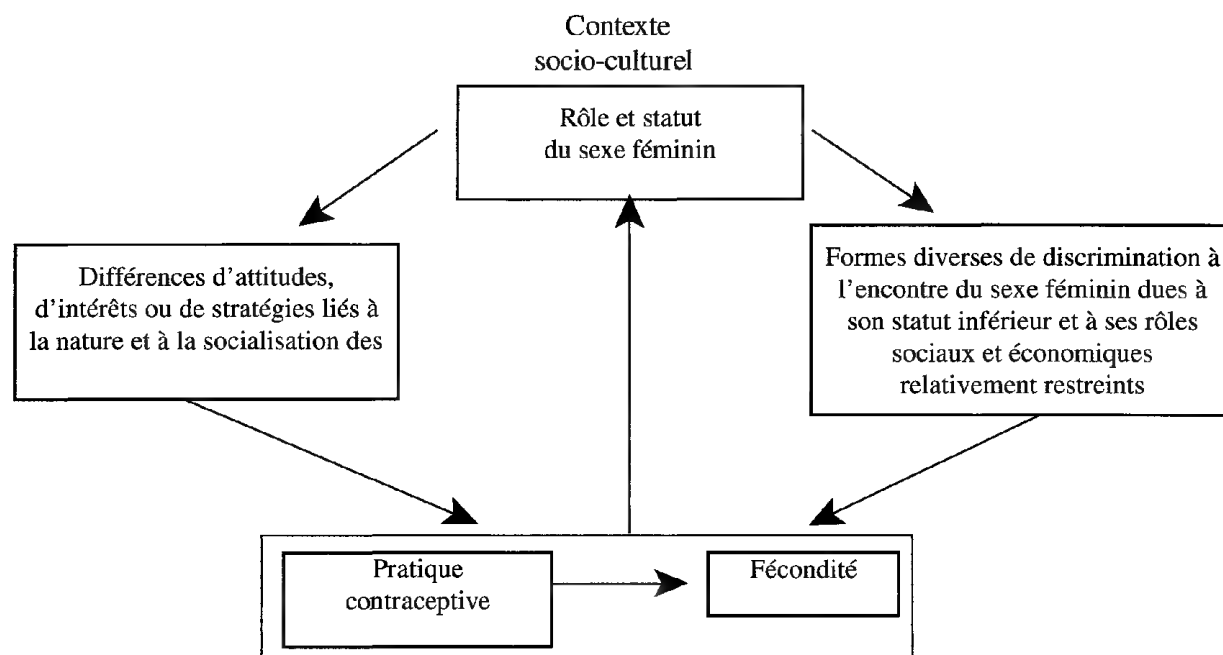 Contexte
socio-culturel
Rôle et statut
du sexe féminin
Différences d'attitudes,
d'intérêts ou de stratégies liés à
la nature et à la socialisation des
Formes diverses de discrimination à
l'encontre du sexe féminin dues à
son statut inférieur et à ses rôles
sociaux et économiques
relativement restreints
Pratique
contraceptive
Fécondité